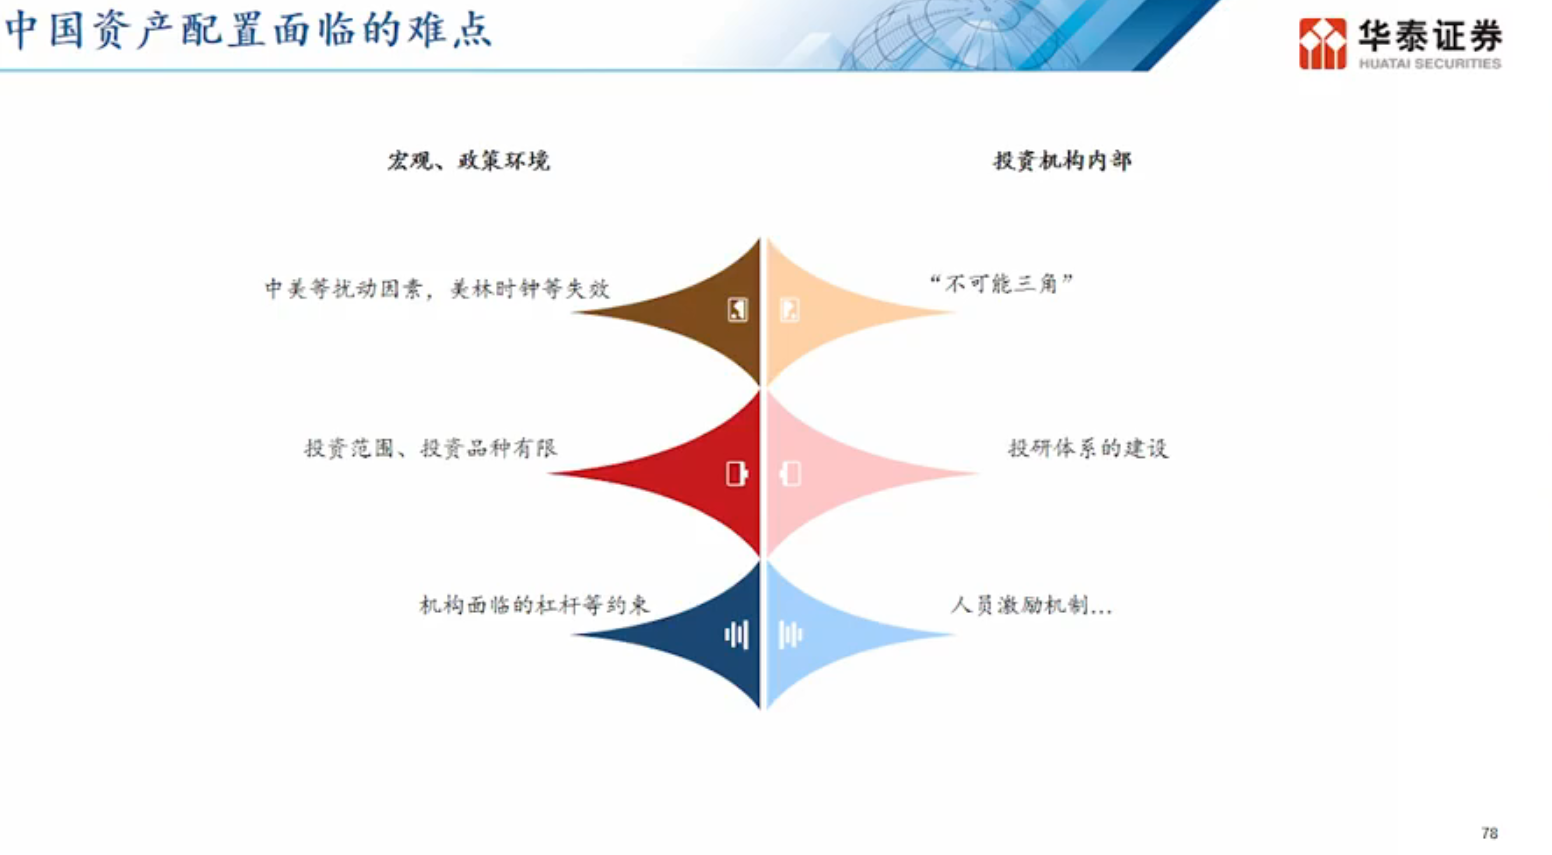 中国资产配置面临的难点
华泰证券
HUATAI SECURITIES
宏观、政策环境
投资机构内部
中美等扰动因素，美林时钟等失效
“不可能三角”
投资范围、投资品种有限
投研体系的建设
机构面临的杠杆等约束
人员激励机制...
78